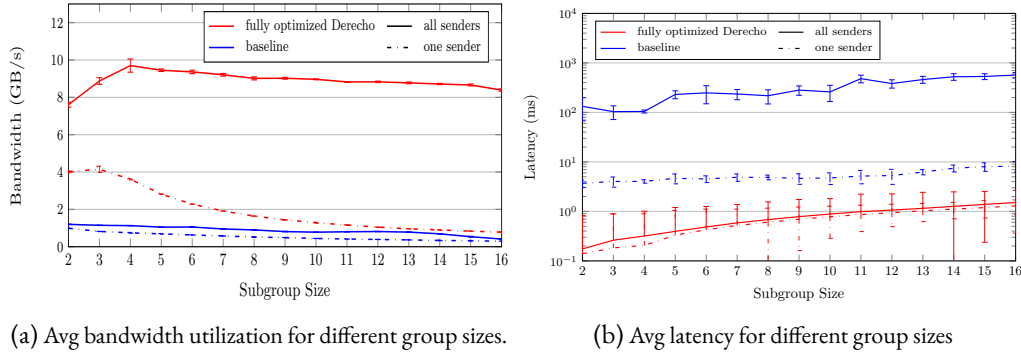 fully optimized Derecho
all senders
baseline
one sender
Bandwidth (GB/s)
12
10
8
6
4
2
0
2 3 4 5 6 7 8 9 10 11 12 13 14 15 16
Subgroup Size
(a) Avg bandwidth utilization for different group sizes.
fully optimized Derecho
all senders
baseline
one sender
Latency (ms)
10^4
10^3
10^2
10^1
10^0
10^−1
2 3 4 5 6 7 8 9 10 11 12 13 14 15 16
Subgroup Size
(b) Avg latency for different group sizes